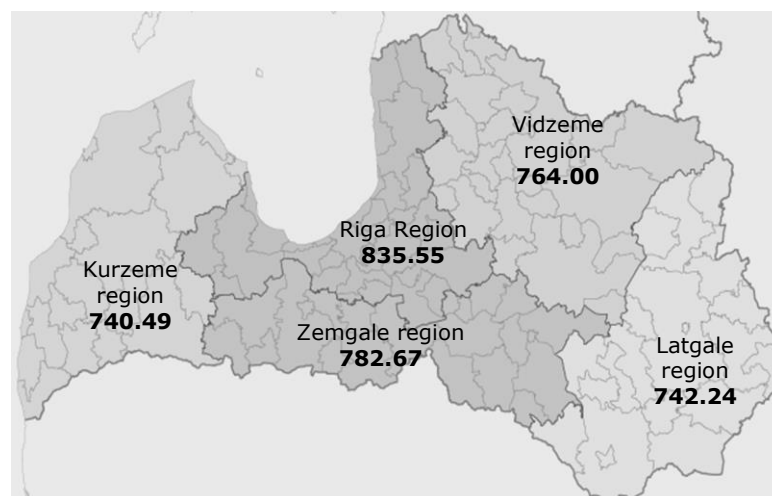 Vidzeme
region
764.00
Riga Region
835.55
Kurzeme
region
740.49
Zemgale region
782.67
Latgale
region
742.24